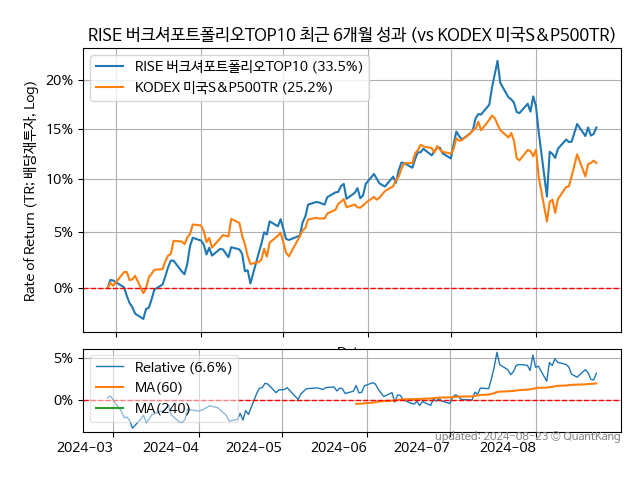 RISE 버크셔포트폴리오TOP10 최근 6개월 성과 (vs KODEX 미국S&P500TR)
Rate of Return (TR: 배당재투자, Log)
RISE 버크셔포트폴리오TOP10 (33.5%)
KODEX 미국S&P500TR (25.2%)
20%
15%
10%
5%
0%
5%
0%
Relative (6.6%)
MA(60)
MA(240)
2024-03
2024-04
2024-05
2024-06
2024-07
2024-08
updated: 2024-08-23 © QuantKang